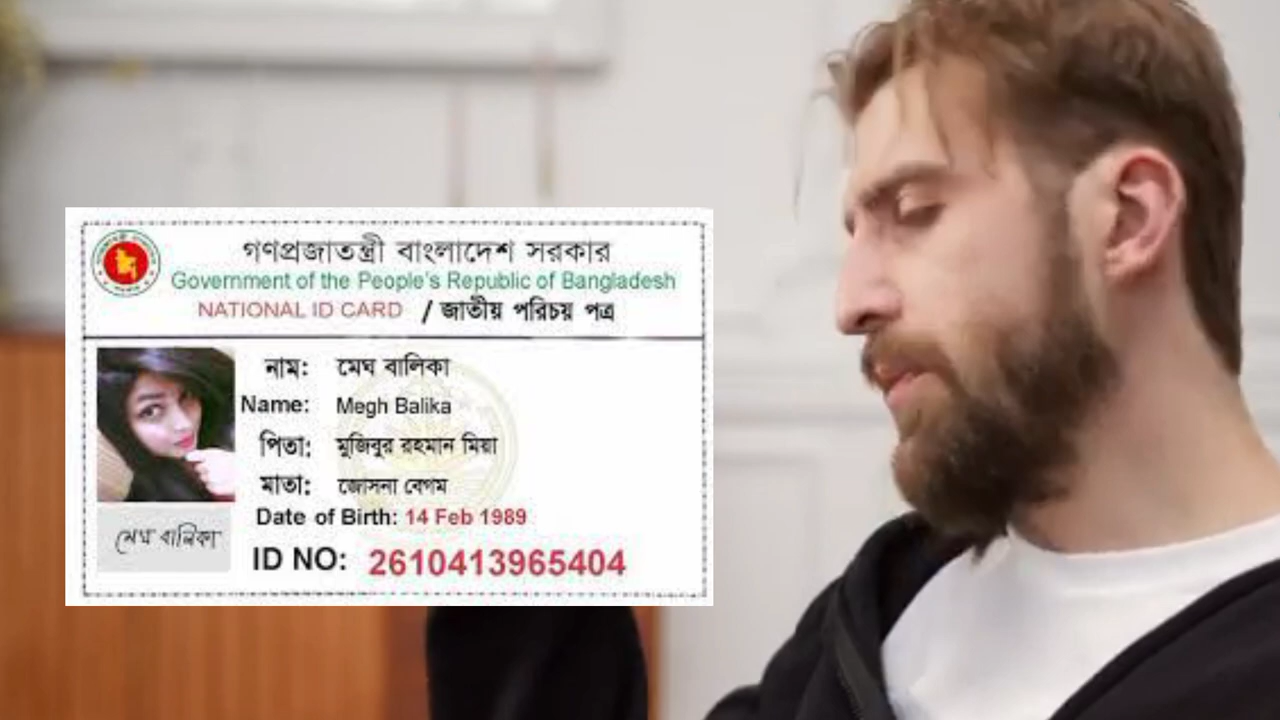 গণপ্রজাতন্ত্রী বাংলাদেশ সরকার
Government of the People's Republic of Bangladesh
NATIONAL ID CARD / জাতীয় পরিচয় পত্র
নাম: মেঘ বালিকা
Name: Megh Balika
পিতা: মুজিবুর রহমান মিয়া
মাতা: জোসনা বেগম
Date of Birth: 14 Feb 1989
মেঘ বালিকা
ID NO: 2610413965404